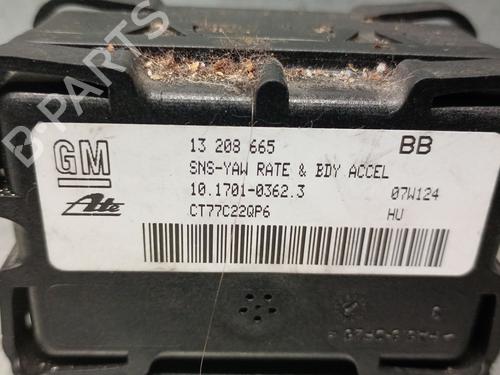 B-PARTS
GM
13 208 665 BB
SNS-YAW RATE & BDY ACCEL
10.1701-0362.3 07W124
Ate
CT77C22QP6 HU